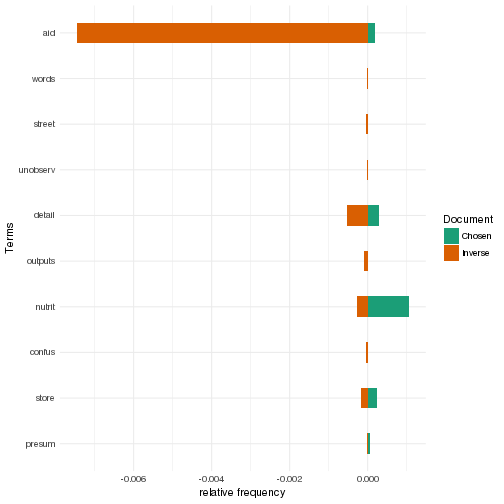 aid
words
street
unobserv
detail
outputs
nutrit
confus
store
presum
Terms
-0.006 -0.004 -0.002 0.000
relative frequency
Document
Chosen
Inverse